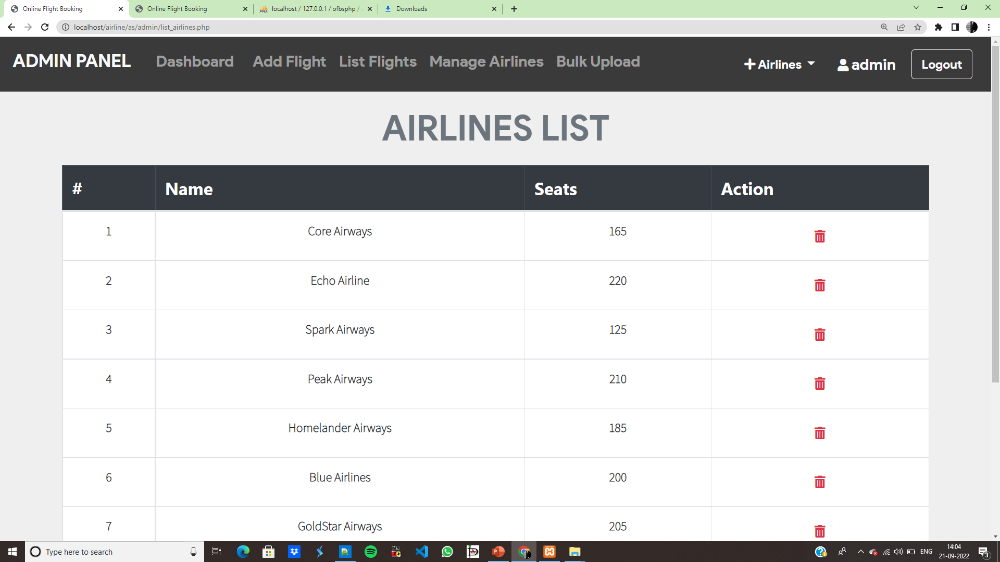 Online Flight Booking
Online Flight Booking
localhost / 127.0.0.1 / ofbsphp /
Downloads
localhost/airline/as/admin/list_airlines.php
ADMIN PANEL Dashboard Add Flight List Flights Manage Airlines Bulk Upload Airlines admin Logout
AIRLINES LIST
# Name Seats Action
1 Core Airways 165
2 Echo Airline 220
3 Spark Airways 125
4 Peak Airways 210
5 Homelander Airways 185
6 Blue Airlines 200
7 GoldStar Airways 205
Type here to search
ENG
14:04
21-09-2022
3